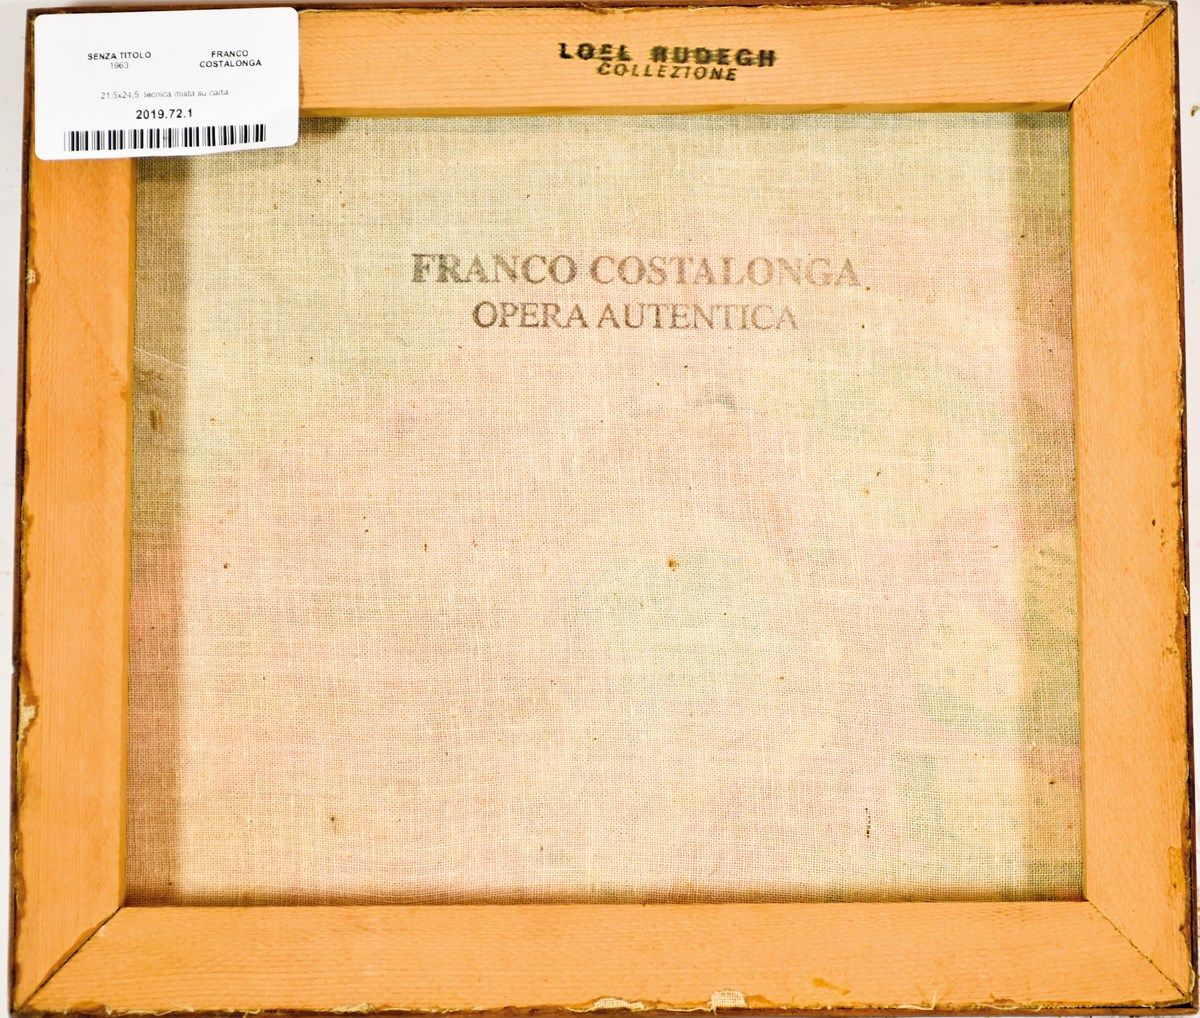 SENZA TITOLO
1963
FRANCO
COSTALONGA
21.5x24,5 tecnica mista su carta
2019.72.1
LOEL RUDEGH
COLLEZIONE
FRANCO COSTALONGA
OPERA AUTENTICA